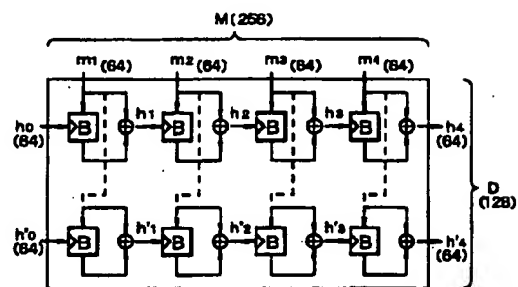 M(256)
m1(64) m2(64) m3(64) m4(64)
h0 B h1 B h2 B h3 B h4
(64) (64)
D
(128)
h'0 B h'1 B h'2 B h'3 B h'4
(64) (64)